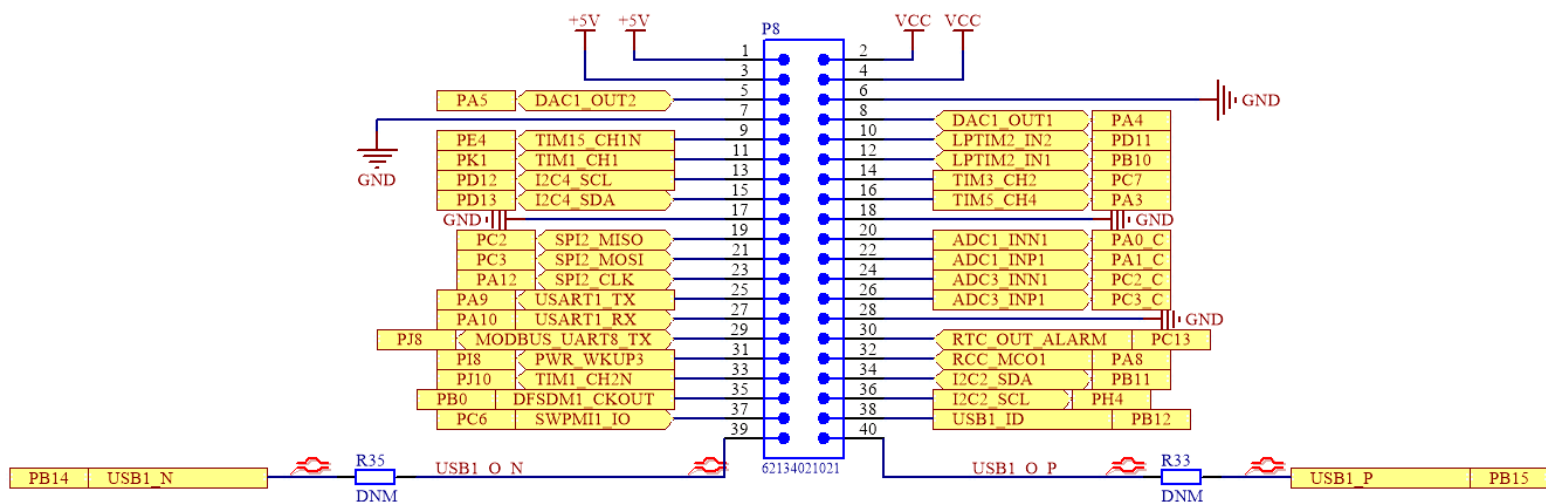 +5V +5V VCC VCC
P8
1 2
3 4
PA5 DAC1_OUT2 5 6 GND
7 8 DAC1_OUT1 PA4
PE4 TIM15_CH1N 9 10 LPTIM2_IN2 PD11
PK1 TIM1_CH1 11 12 LPTIM2_IN1 PB10
GND PD12 I2C4_SCL 13 14 TIM3_CH2 PC7
PD13 I2C4_SDA 15 16 TIM5_CH4 PA3
GND 17 18 GND
PC2 SPI2_MISO 19 20 ADC1_INN1 PA0_C
PC3 SPI2_MOSI 21 22 ADC1_INP1 PA1_C
PA12 SPI2_CLK 23 24 ADC3_INN1 PC2_C
PA9 USART1_TX 25 26 ADC3_INP1 PC3_C
PA10 USART1_RX 27 28 GND
PJ8 MODBUS_UART8_TX 29 30 RTC_OUT_ALARM PC13
PI8 PWR_WKUP3 31 32 RCC_MCO1 PA8
PJ10 TIM1_CH2N 33 34 I2C2_SDA PB11
PB0 DFSDM1_CKOUT 35 36 I2C2_SCL PH4
PC6 SWPMI1_IO 37 38 USB1_ID PB12
39 40
R35 USB1_O_N 62134021021 USB1_O_P R33
PB14 USB1_N USB1_P PB15
DNM DNM